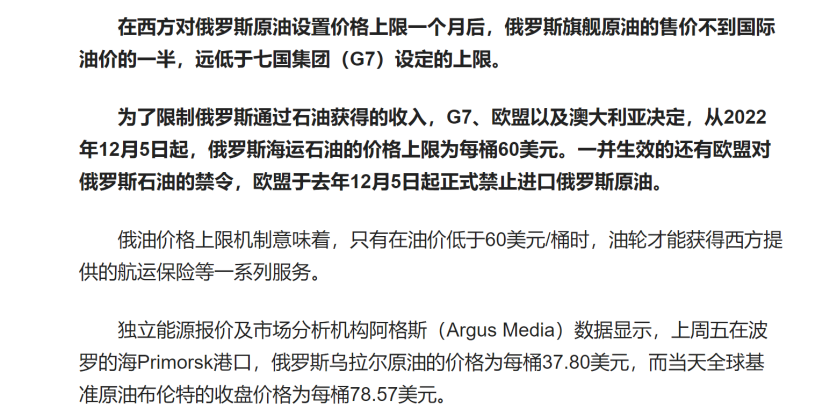 在西方对俄罗斯原油设置价格上限一个月后，俄罗斯旗舰原油的售价不到国际
油价的一半，远低于七国集团（G7）设定的上限。
为了限制俄罗斯通过石油获得的收入，G7、欧盟以及澳大利亚决定，从2022
年12月5日起，俄罗斯海运石油的价格上限为每桶60美元。一并生效的还有欧盟对
俄罗斯石油的禁令，欧盟于去年12月5日起正式禁止进口俄罗斯原油。
俄油价格上限机制意味着，只有在油价低于60美元/桶时，油轮才能获得西方提
供的航运保险等一系列服务。
独立能源报价及市场分析机构阿格斯（Argus Media）数据显示，上周五在波
罗的海Primorsk港口，俄罗斯乌拉尔原油的价格为每桶37.80美元，而当天全球基
准原油布伦特的收盘价格为每桶78.57美元。